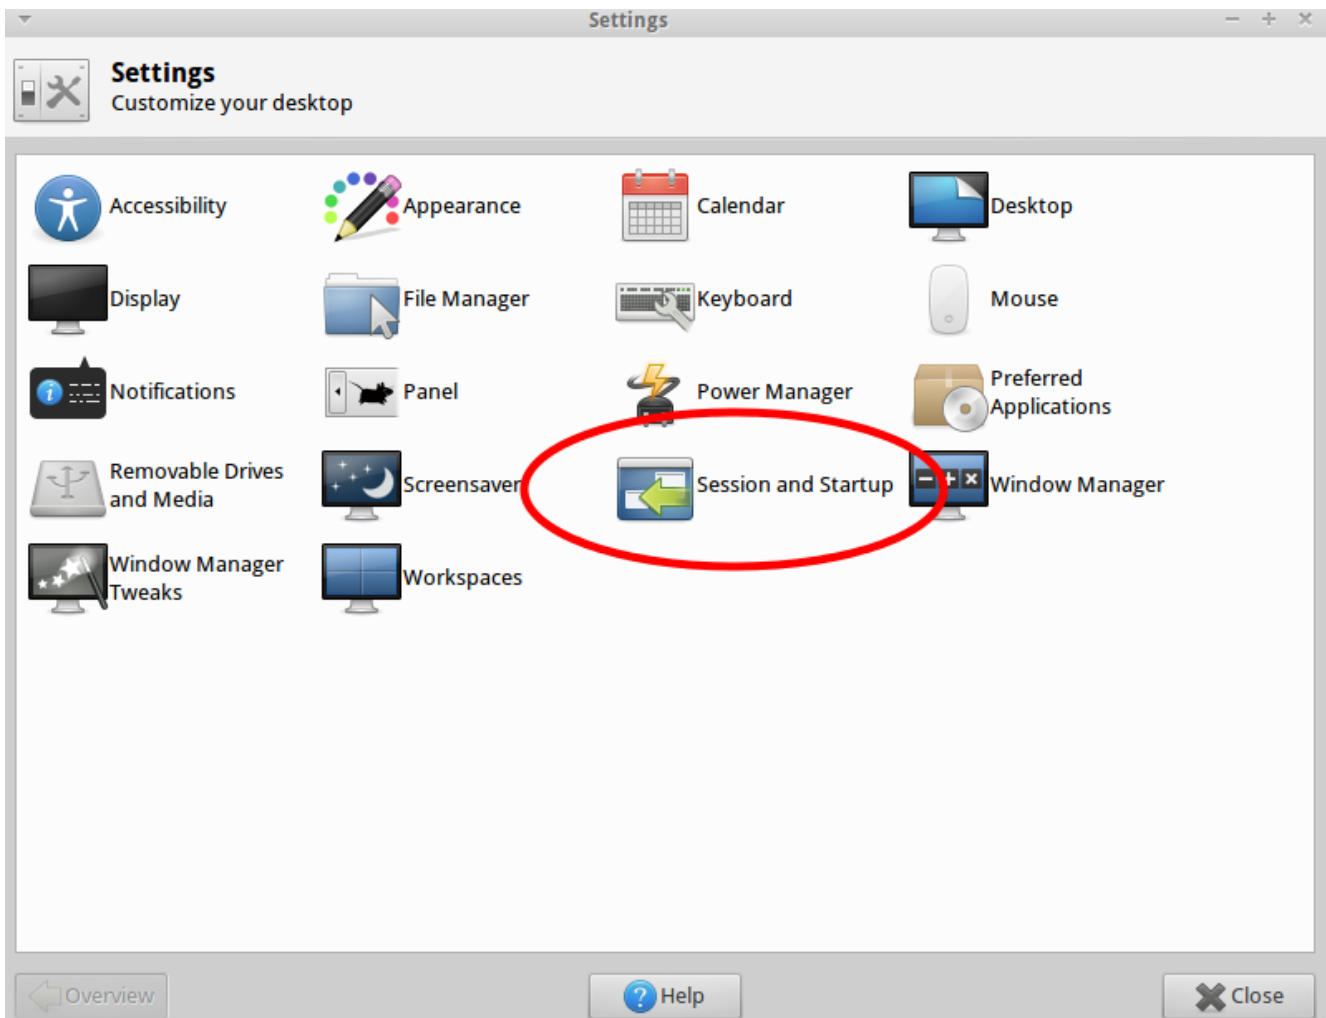 Settings
Settings
Customize your desktop
Accessibility
Appearance
Calendar
Desktop
Display
File Manager
Keyboard
Mouse
Notifications
Panel
Power Manager
Preferred
Applications
Removable Drives
and Media
Screensaver
Session and Startup
Window Manager
Window Manager
Tweaks
Workspaces
Overview
Help
Close